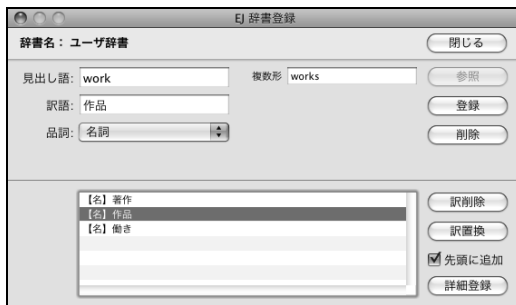 EJ 辞書登録
辞書名： ユーザ辞書
閉じる
見出し語: work
複数形 works
参照
訳語: 作品
登録
品詞: 名詞
削除
【名】著作
【名】作品
【名】働き
訳削除
訳置換
先頭に追加
詳細登録